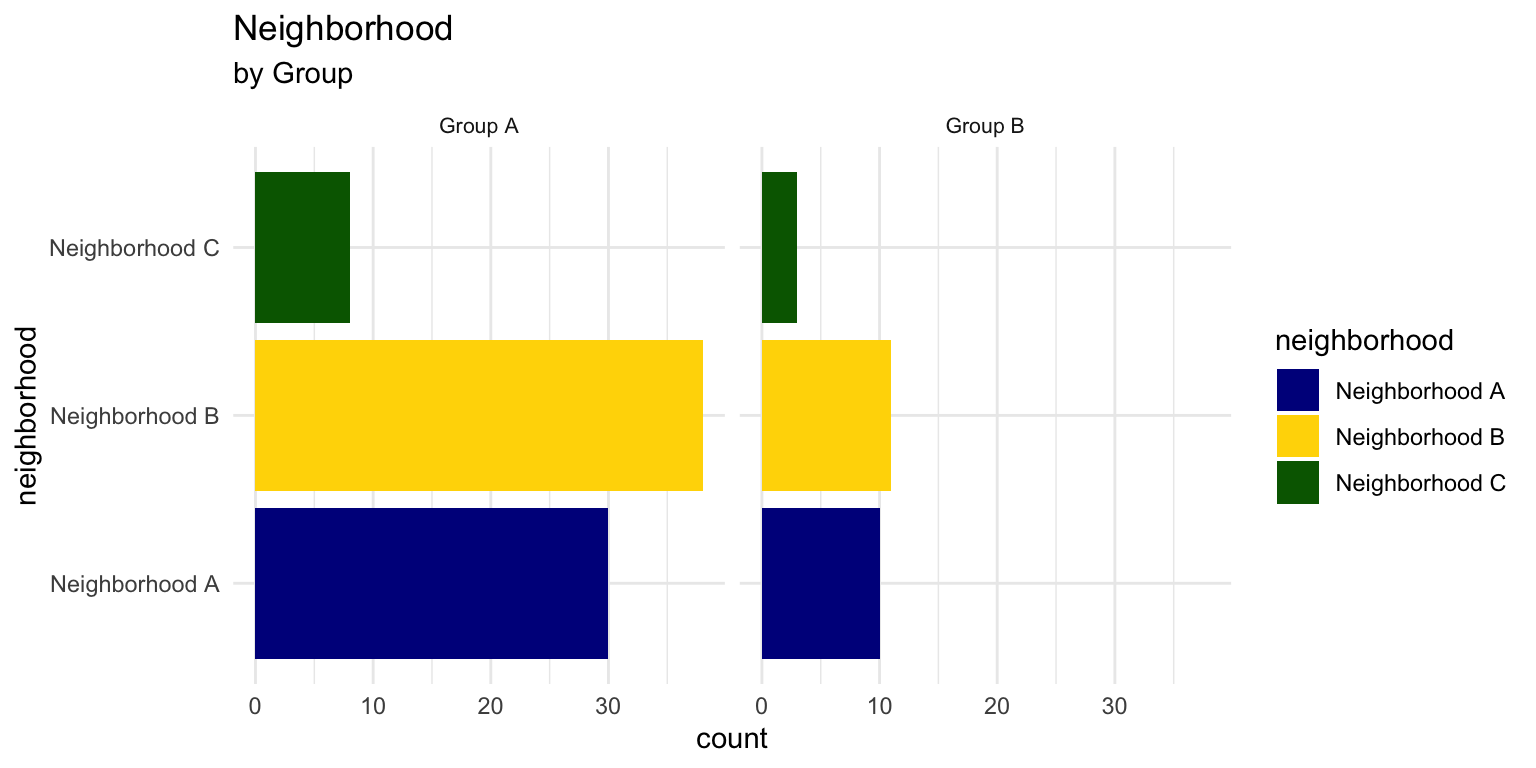 Neighborhood
by Group
Group A
Group B
neighborhood
Neighborhood C
Neighborhood B
Neighborhood A
0 10 20 30
0 10 20 30
count
neighborhood
Neighborhood A
Neighborhood B
Neighborhood C